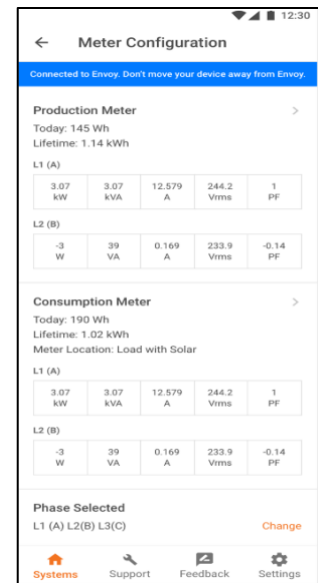 12:30
Meter Configuration
Connected to Envoy. Don't move your device away from Envoy.
Production Meter
Today: 145 Wh
Lifetime: 1.14 kWh
L1 (A)
3.07 3.07 12.579 244.2 1
kW kVA A Vrms PF
L2 (B)
-3 39 0.169 233.9 -0.14
W VA A Vrms PF
Consumption Meter
Today: 190 Wh
Lifetime: 1.02 kWh
Meter Location: Load with Solar
L1 (A)
3.07 3.07 12.579 244.2 1
kW kVA A Vrms PF
L2 (B)
-3 39 0.169 233.9 -0.14
W VA A Vrms PF
Phase Selected
L1 (A) L2(B) L3(C) Change
Systems Support Feedback Settings